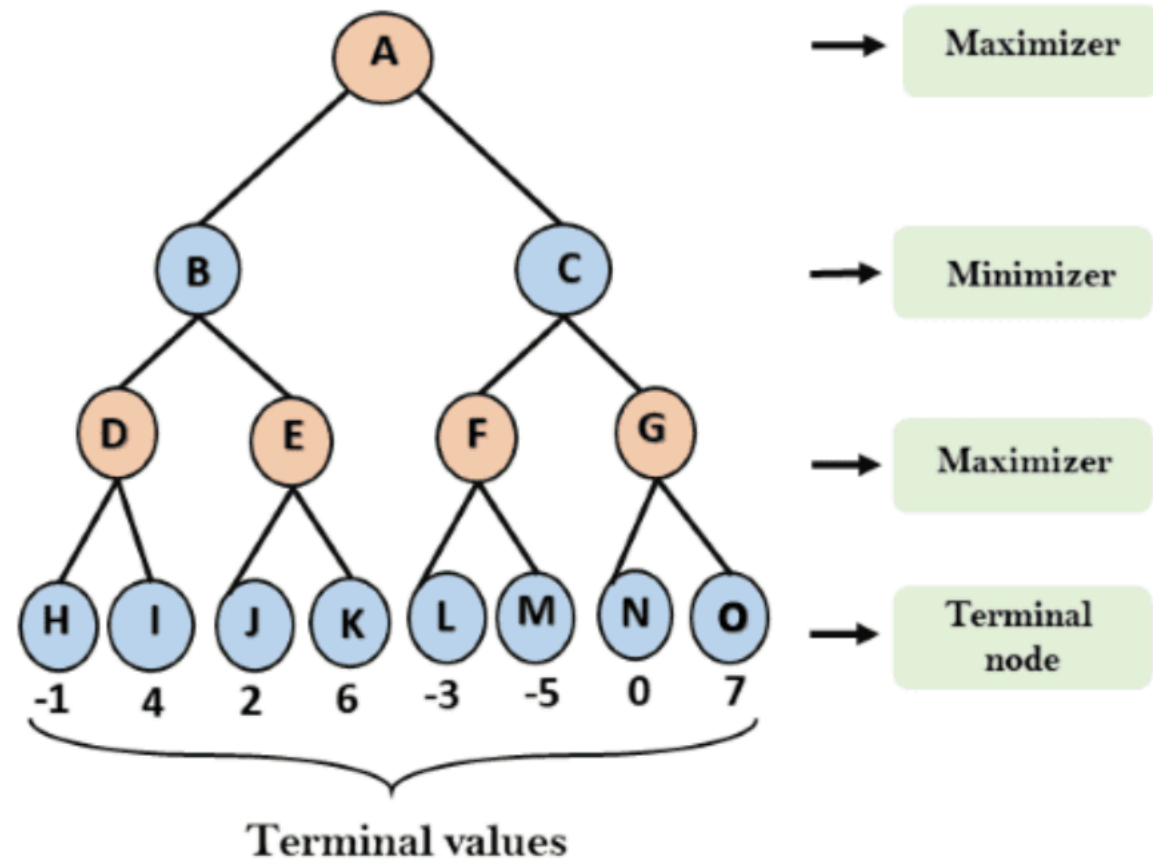 A
Maximizer
B
C
Minimizer
D
E
F
G
Maximizer
H
I
J
K
L
M
N
O
Terminal
node
-1
4
2
6
-3
-5
0
7
Terminal values